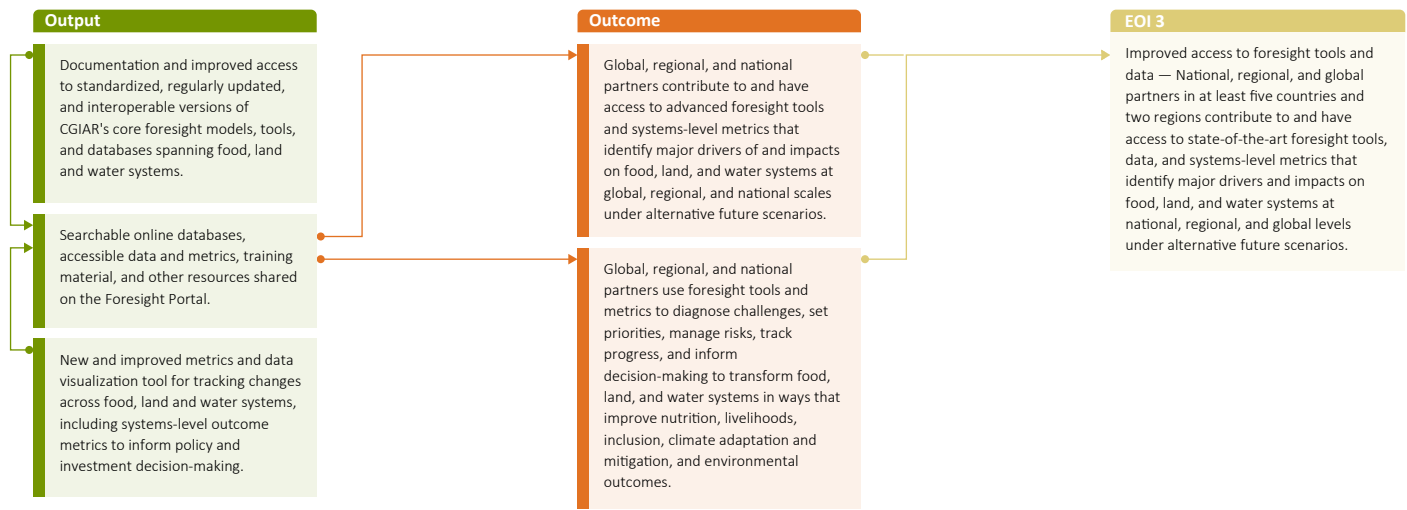 Output
Documentation and improved access
to standardized, regularly updated,
and interoperable versions of
CGIAR's core foresight models, tools,
and databases spanning food, land
and water systems.
Searchable online databases,
accessible data and metrics, training
material, and other resources shared
on the Foresight Portal.
New and improved metrics and data
visualization tool for tracking changes
across food, land and water systems,
including systems-level outcome
metrics to inform policy and
investment decision-making.
Outcome
Global, regional, and national
partners contribute to and have
access to advanced foresight tools
and systems-level metrics that
identify major drivers of and impacts
on food, land, and water systems at
global, regional, and national scales
under alternative future scenarios.
Global, regional, and national
partners use foresight tools and
metrics to diagnose challenges, set
priorities, manage risks, track
progress, and inform
decision-making to transform food,
land, and water systems in ways that
improve nutrition, livelihoods,
inclusion, climate adaptation and
mitigation, and environmental
outcomes.
EOI 3
Improved access to foresight tools and
data — National, regional, and global
partners in at least five countries and
two regions contribute to and have
access to state-of-the-art foresight tools,
data, and systems-level metrics that
identify major drivers and impacts on
food, land, and water systems at
national, regional, and global levels
under alternative future scenarios.